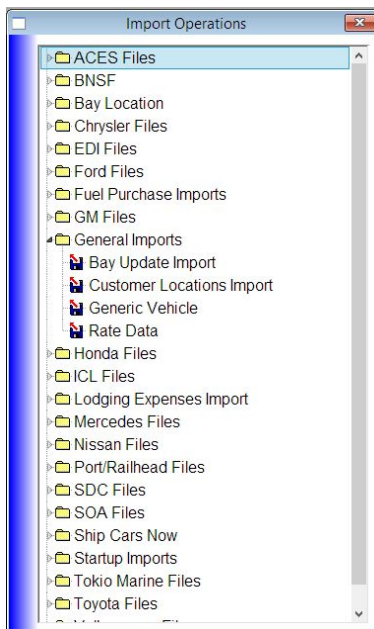 Import Operations
ACES Files
BNSF
Bay Location
Chrysler Files
EDI Files
Ford Files
Fuel Purchase Imports
GM Files
General Imports
Bay Update Import
Customer Locations Import
Generic Vehicle
Rate Data
Honda Files
ICL Files
Lodging Expenses Import
Mercedes Files
Nissan Files
Port/Railhead Files
SDC Files
SOA Files
Ship Cars Now
Startup Imports
Tokio Marine Files
Toyota Files